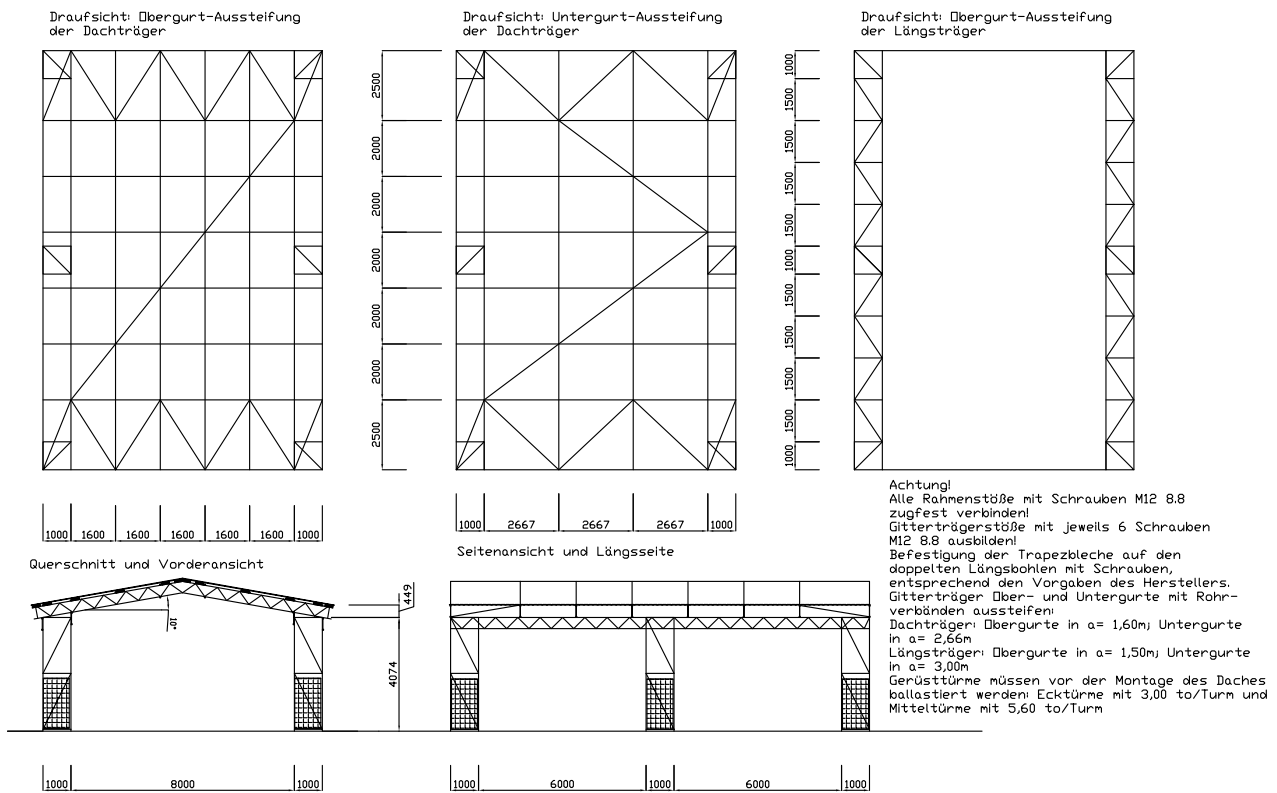 Draufsicht: Obergurt-Aussteifung
der Dachträger
Draufsicht: Untergurt-Aussteifung
der Dachträger
Draufsicht: Obergurt-Aussteifung
der Längsträger
2500
2000
2000
2000
2000
2000
2500
1000
1500
1500
1500
1500
1000
1500
1500
1500
1500
1000
1000 1600 1600 1600 1600 1600 1000
1000 2667 2667 2667 1000
Achtung!
Alle Rahmenstöße mit Schrauben M12 8.8
zugfest verbinden!
Gitterträgerstöße mit jeweils 6 Schrauben
M12 8.8 ausbilden!
Befestigung der Trapezbleche auf den
doppelten Längsbohlen mit Schrauben,
entsprechend den Vorgaben des Herstellers.
Gitterträger Ober- und Untergurte mit Rohr-
verbänden aussteifen:
Dachträger: Obergurte in a= 1,60m; Untergurte
in a= 2,66m
Längsträger: Obergurte in a= 1,50m; Untergurte
in a= 3,00m
Gerüsttürme müssen vor der Montage des Daches
ballastiert werden: Ecktürme mit 3,00 to/Turm und
Mitteltürme mit 5,60 to/Turm
Querschnitt und Vorderansicht
10°
449
4074
1000 8000 1000
Seitenansicht und Längsseite
1000 6000 1000 6000 1000